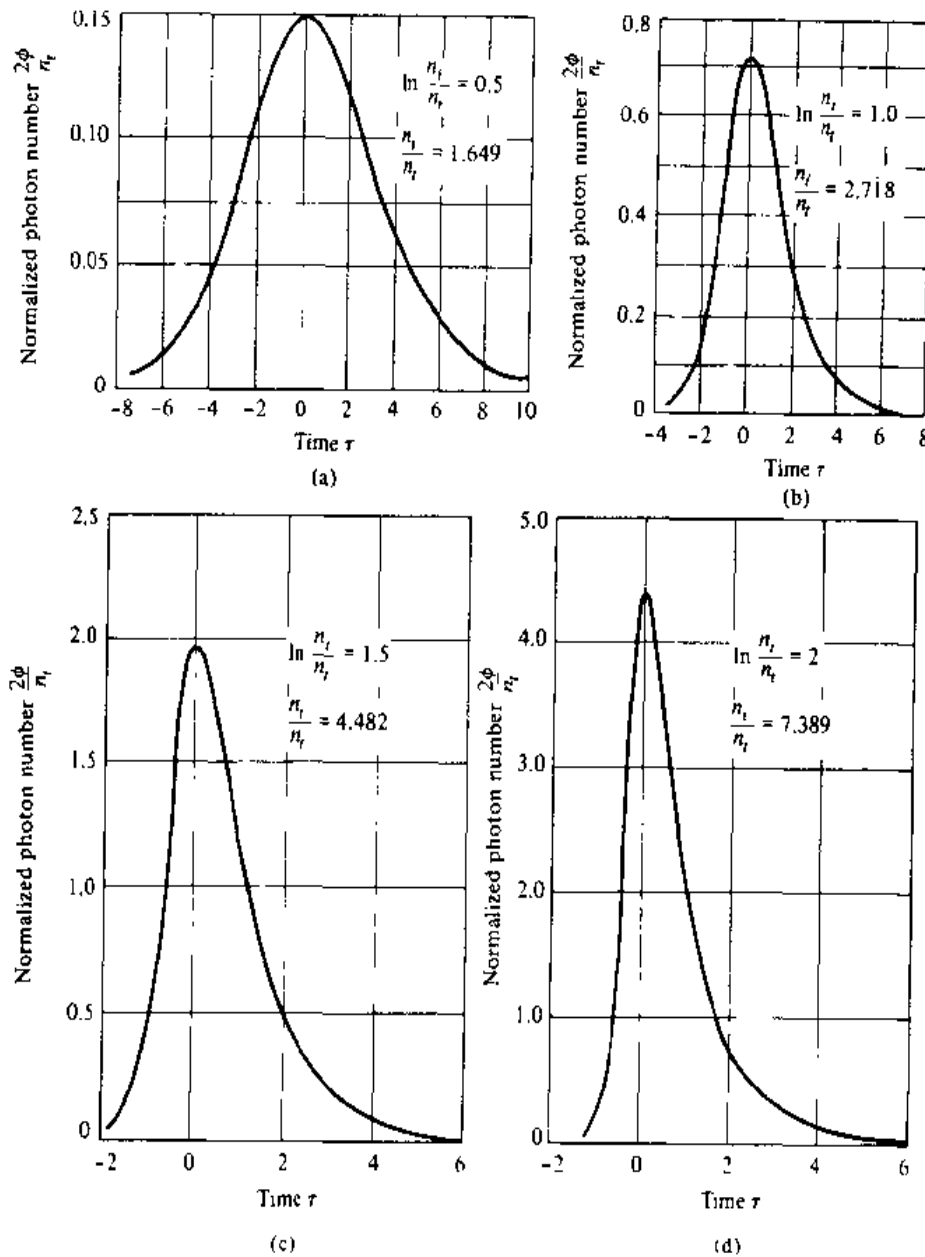 Normalized photon number 2ϕ/n_t
0.15
0.10
0.05
0
ln n_i/n_t = 0.5
n_i/n_t = 1.649
-8 -6 -4 -2 0 2 4 6 8 10
Time τ
(a)
Normalized photon number 2ϕ/n_t
0.8
0.6
0.4
0.2
0
ln n_i/n_t = 1.0
n_i/n_t = 2,718
-4 -2 0 2 4 6 8
Time τ
(b)
Normalized photon number 2ϕ/n_t
2.5
2.0
1.5
1.0
0.5
0
ln n_i/n_t = 1.5
n_i/n_t = 4.482
-2 0 2 4 6
Time τ
(c)
Normalized photon number 2ϕ/n_t
5.0
4.0
3.0
2.0
1.0
0
ln n_i/n_t = 2
n_i/n_t = 7.389
-2 0 2 4 6
Time τ
(d)